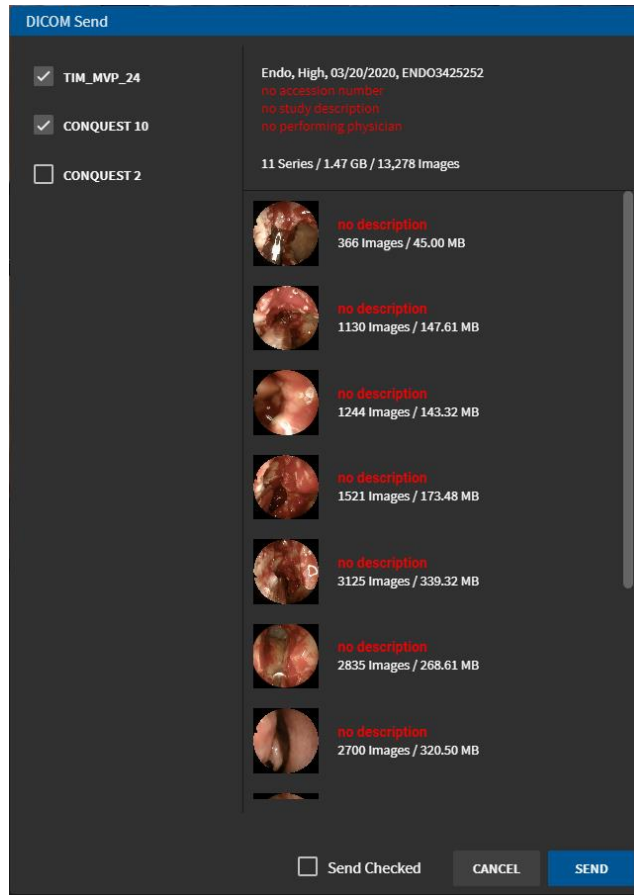 DICOM Send
TIM_MVP_24
CONQUEST 10
CONQUEST 2
Endo, High, 03/20/2020, ENDO3425252
no accession number
no study description
no performing physician
11 Series / 1.47 GB / 13,278 Images
no description
366 Images / 45.00 MB
no description
1130 Images / 147.61 MB
no description
1244 Images / 143.32 MB
no description
1521 Images / 173.48 MB
no description
3125 Images / 339.32 MB
no description
2835 Images / 268.61 MB
no description
2700 Images / 320.50 MB
Send Checked
CANCEL
SEND